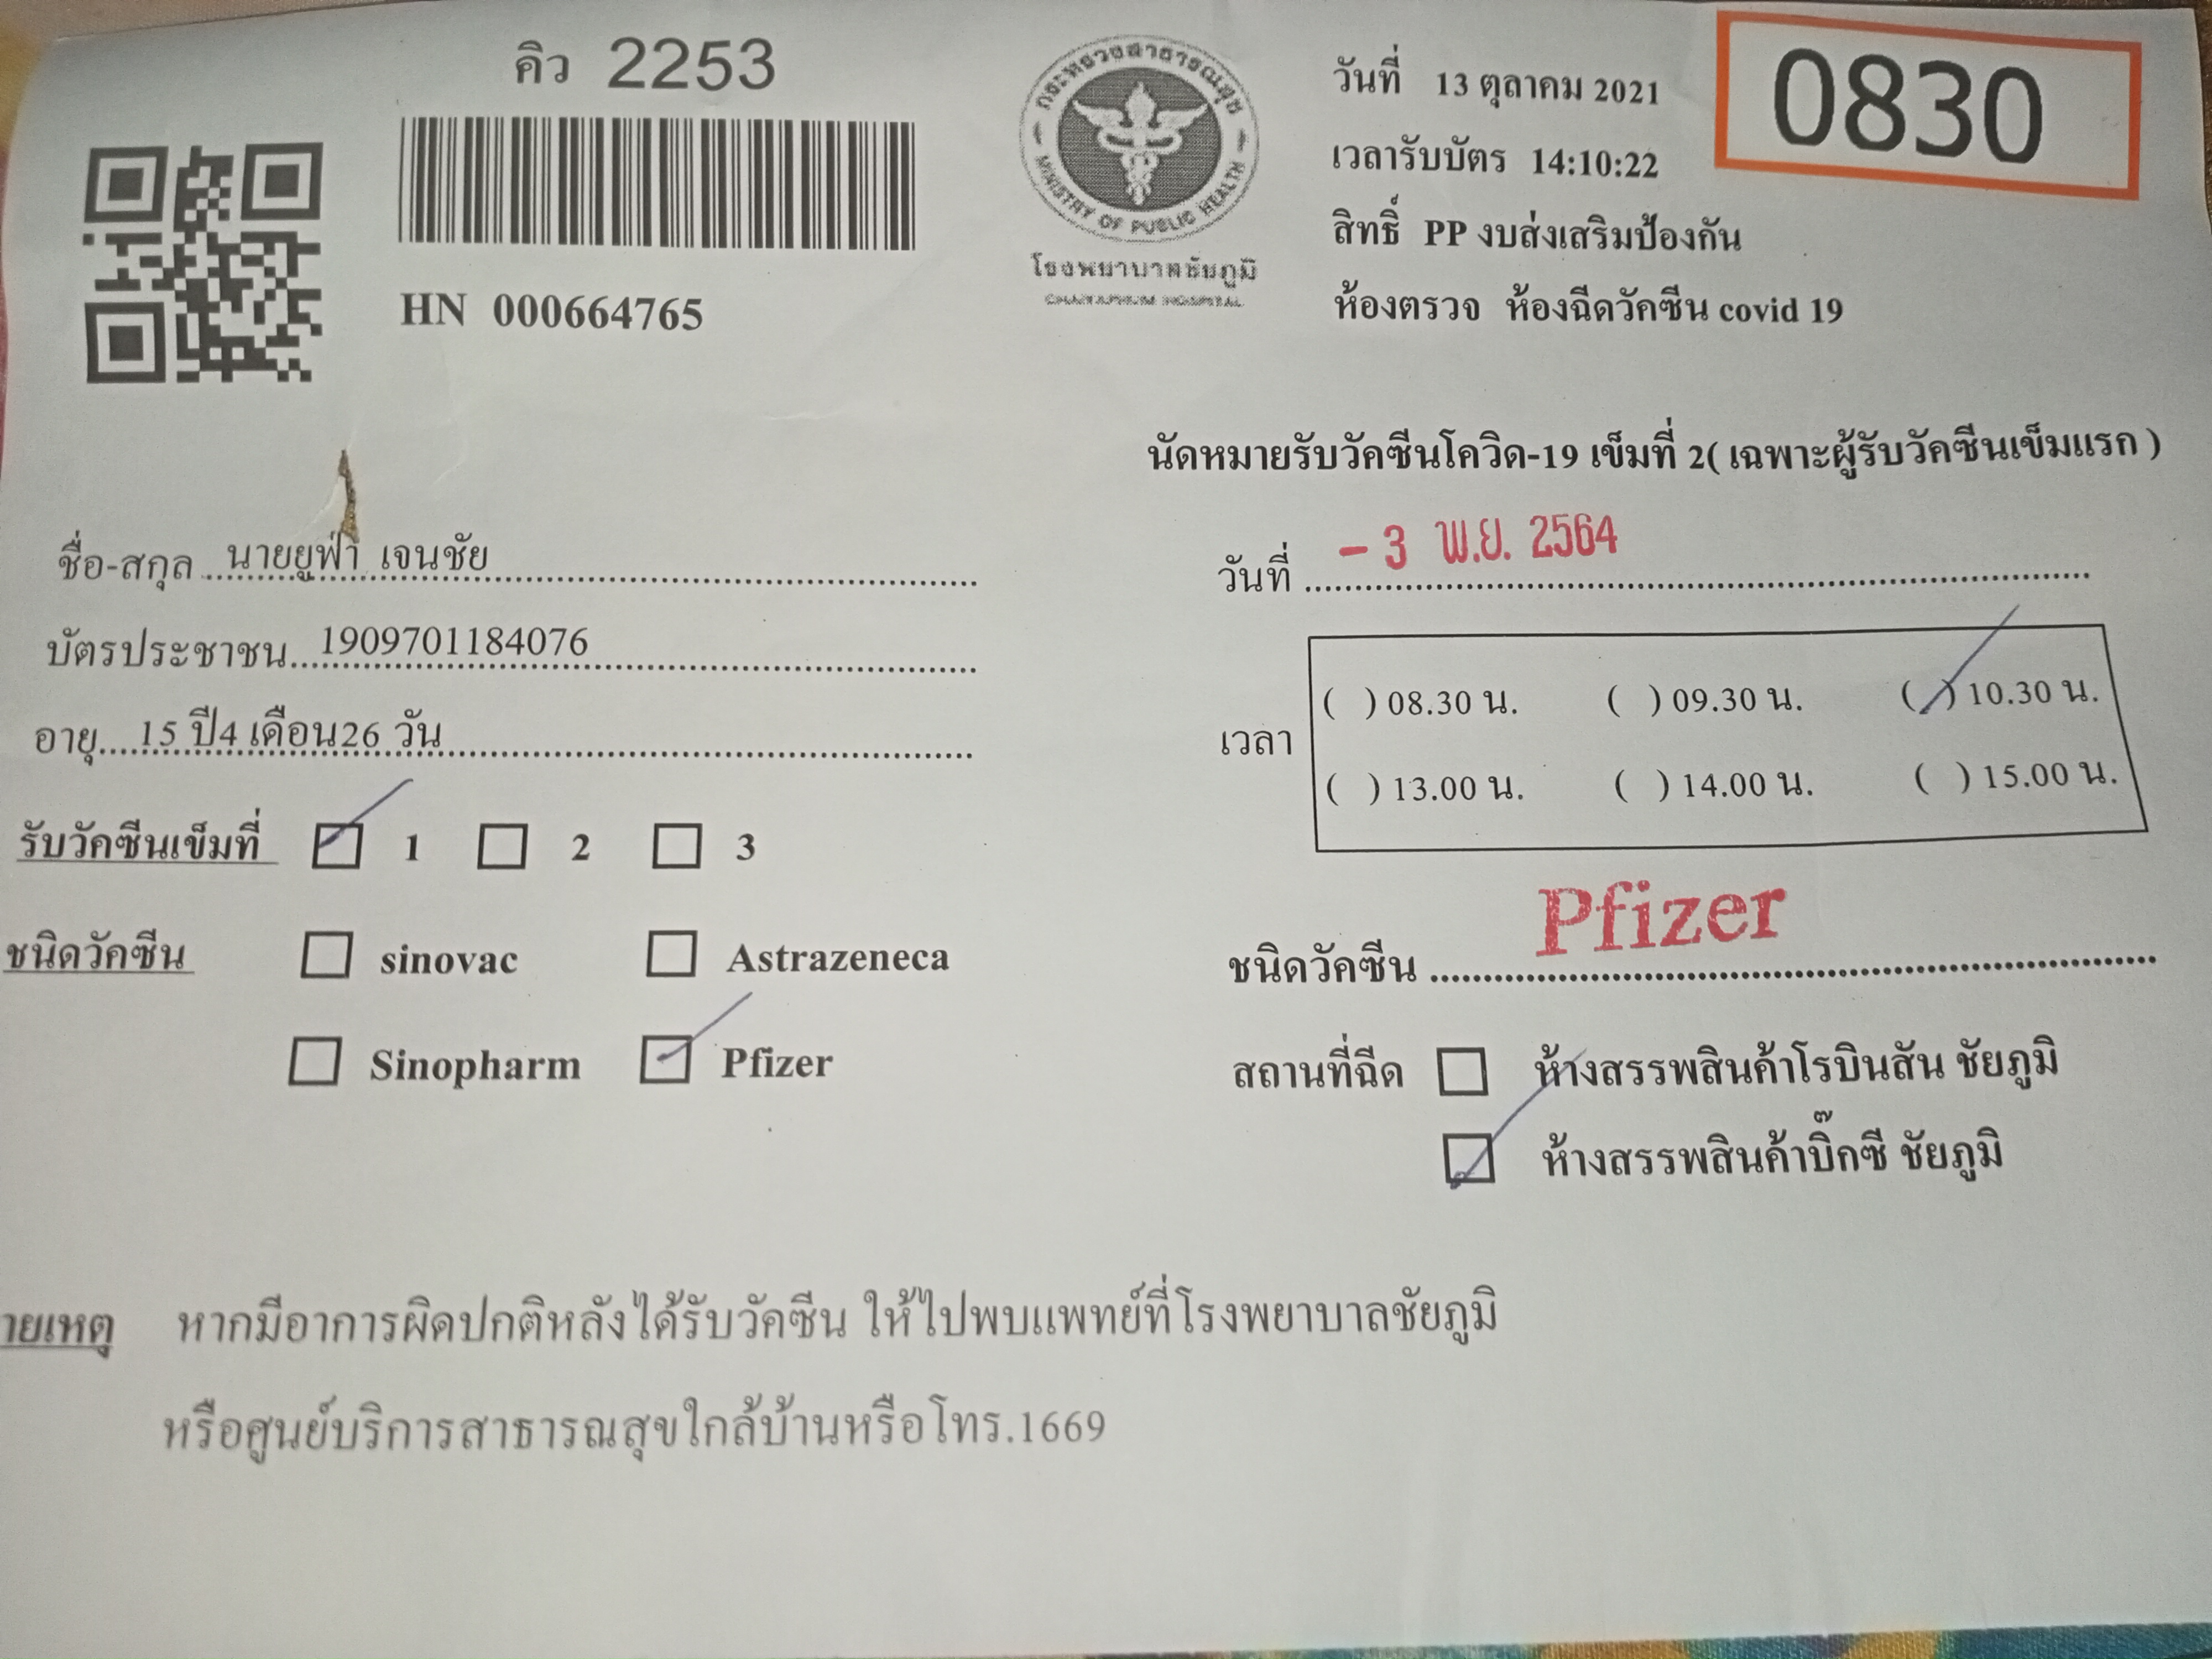 คิว 2253
HN 000664765
กระทรวงสาธารณสุข
MINISTRY OF PUBLIC HEALTH
โรงพยาบาลชัยภูมิ
CHAIYAPHUM HOSPITAL
วันที่ 13 ตุลาคม 2021
เวลารับบัตร 14:10:22
สิทธิ์ PP งบส่งเสริมป้องกัน
ห้องตรวจ ห้องฉีดวัคซีน covid 19
0830
ชื่อ-สกุล นายยูฟ่า เจนชัย
บัตรประชาชน 1909701184076
อายุ 15 ปี4 เดือน26 วัน
รับวัคซีนเข็มที่ 1 2 3
ชนิดวัคซีน sinovac Astrazeneca
Sinopharm Pfizer
นัดหมายรับวัคซีนโควิด-19 เข็มที่ 2( เฉพาะผู้รับวัคซีนเข็มแรก )
วันที่ - 3 พ.ย. 2564
เวลา
( ) 08.30 น. ( ) 09.30 น. ( ) 10.30 น.
( ) 13.00 น. ( ) 14.00 น. ( ) 15.00 น.
ชนิดวัคซีน Pfizer
สถานที่ฉีด ห้างสรรพสินค้าโรบินสัน ชัยภูมิ
ห้างสรรพสินค้าบิ๊กซี ชัยภูมิ
ายเหตุ หากมีอาการผิดปกติหลังได้รับวัคซีน ให้ไปพบแพทย์ที่โรงพยาบาลชัยภูมิ
หรือศูนย์บริการสาธารณสุขใกล้บ้านหรือโทร.1669